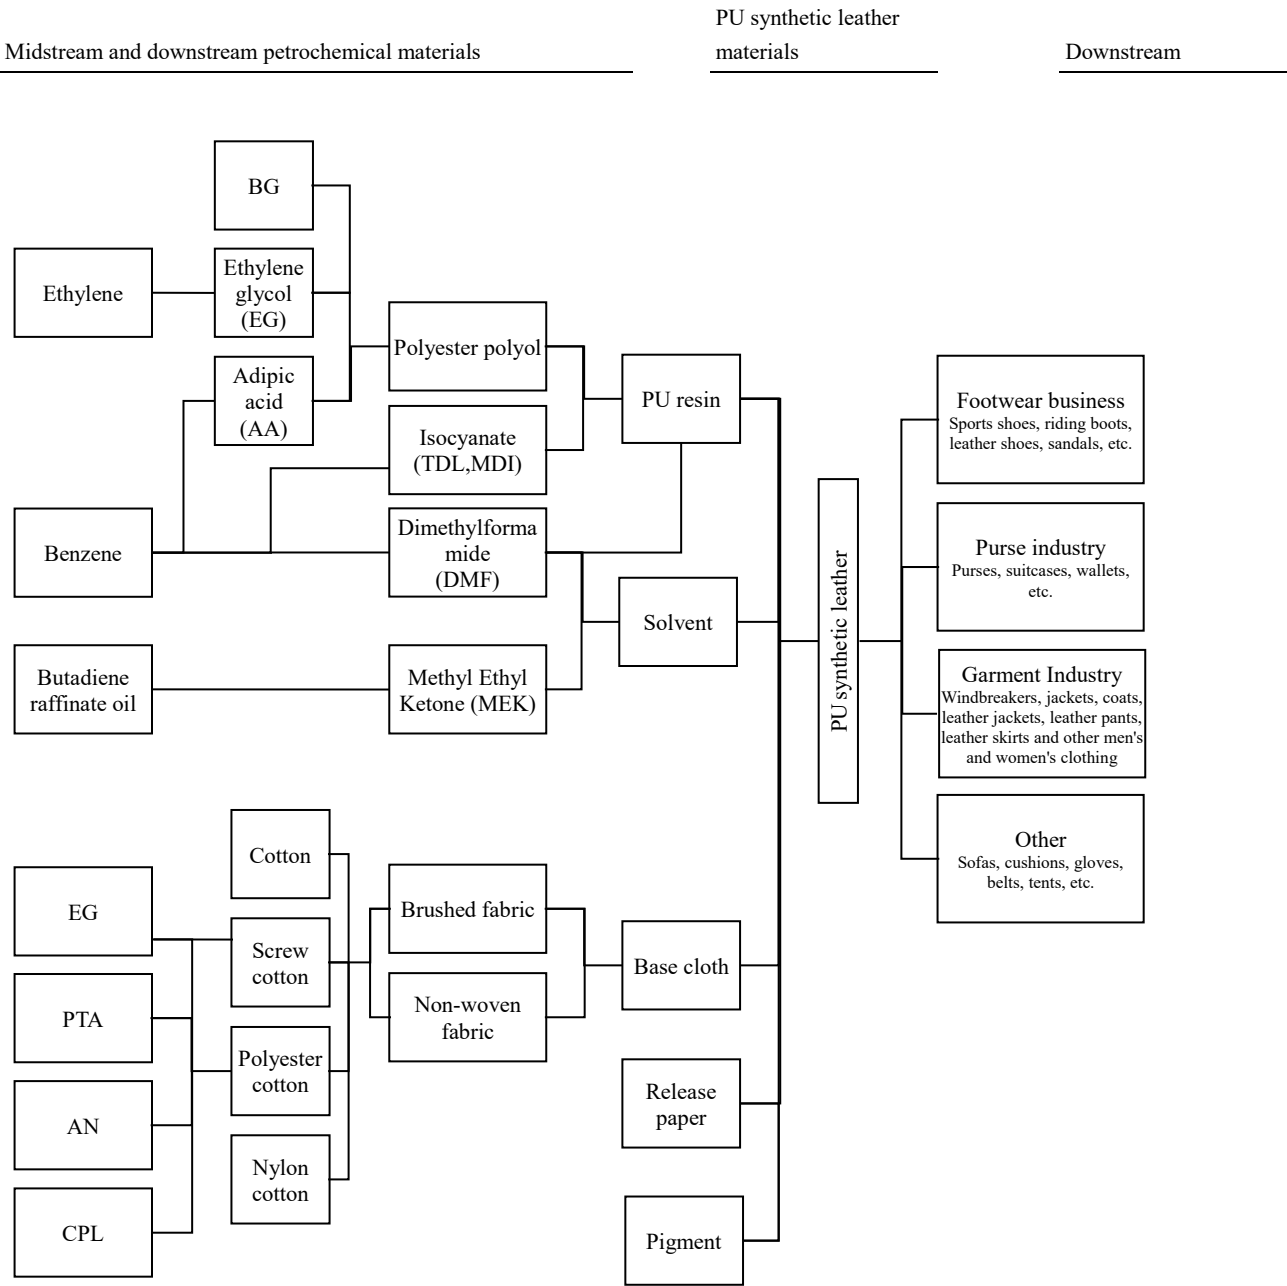 PU synthetic leather
materials
Midstream and downstream petrochemical materials
Downstream
BG
Ethylene
Ethylene
glycol
(EG)
Adipic
acid
(AA)
Polyester polyol
Isocyanate
(TDL,MDI)
PU resin
Benzene
Dimethylforma
mide
(DMF)
Solvent
Butadiene
raffinate oil
Methyl Ethyl
Ketone (MEK)
PU synthetic leather
Footwear business
Sports shoes, riding boots,
leather shoes, sandals, etc.
Purse industry
Purses, suitcases, wallets,
etc.
Garment Industry
Windbreakers, jackets, coats,
leather jackets, leather pants,
leather skirts and other men's
and women's clothing
Other
Sofas, cushions, gloves,
belts, tents, etc.
Cotton
EG
Screw
cotton
PTA
Polyester
cotton
AN
Nylon
cotton
CPL
Brushed fabric
Non-woven
fabric
Base cloth
Release
paper
Pigment